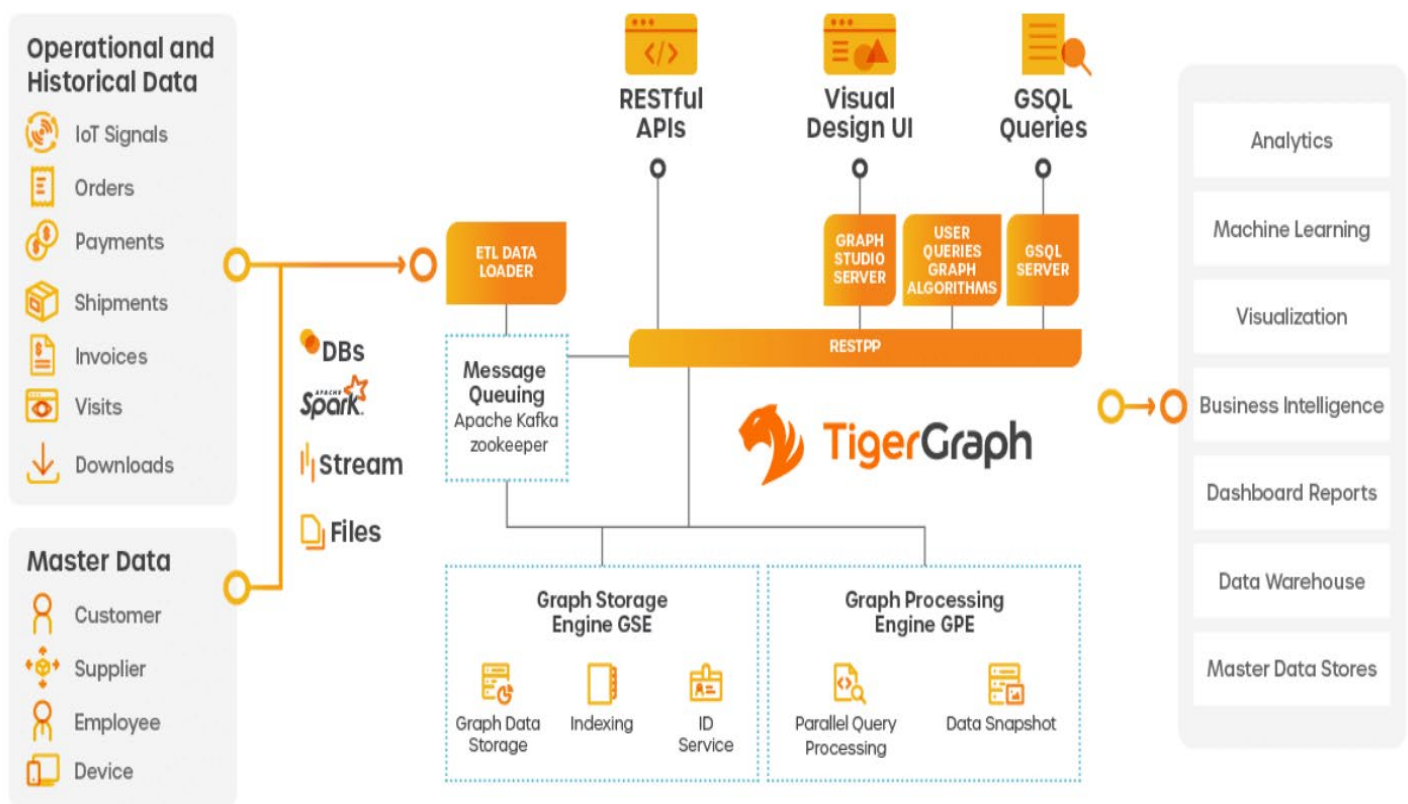 Operational and
Historical Data
IoT Signals
Orders
Payments
Shipments
Invoices
Visits
Downloads
Master Data
Customer
Supplier
Employee
Device
DBs
APACHE
Spark
Stream
Files
RESTful
APIs
Visual
Design UI
GSQL
Queries
ETL DATA
LOADER
GRAPH
STUDIO
SERVER
USER
QUERIES
GRAPH
ALGORITHMS
GSQL
SERVER
RESTPP
Message
Queuing
Apache Kafka
zookeeper
TigerGraph
Graph Storage
Engine GSE
Graph Data
Storage
Indexing
ID
Service
Graph Processing
Engine GPE
Parallel Query
Processing
Data Snapshot
Analytics
Machine Learning
Visualization
Business Intelligence
Dashboard Reports
Data Warehouse
Master Data Stores